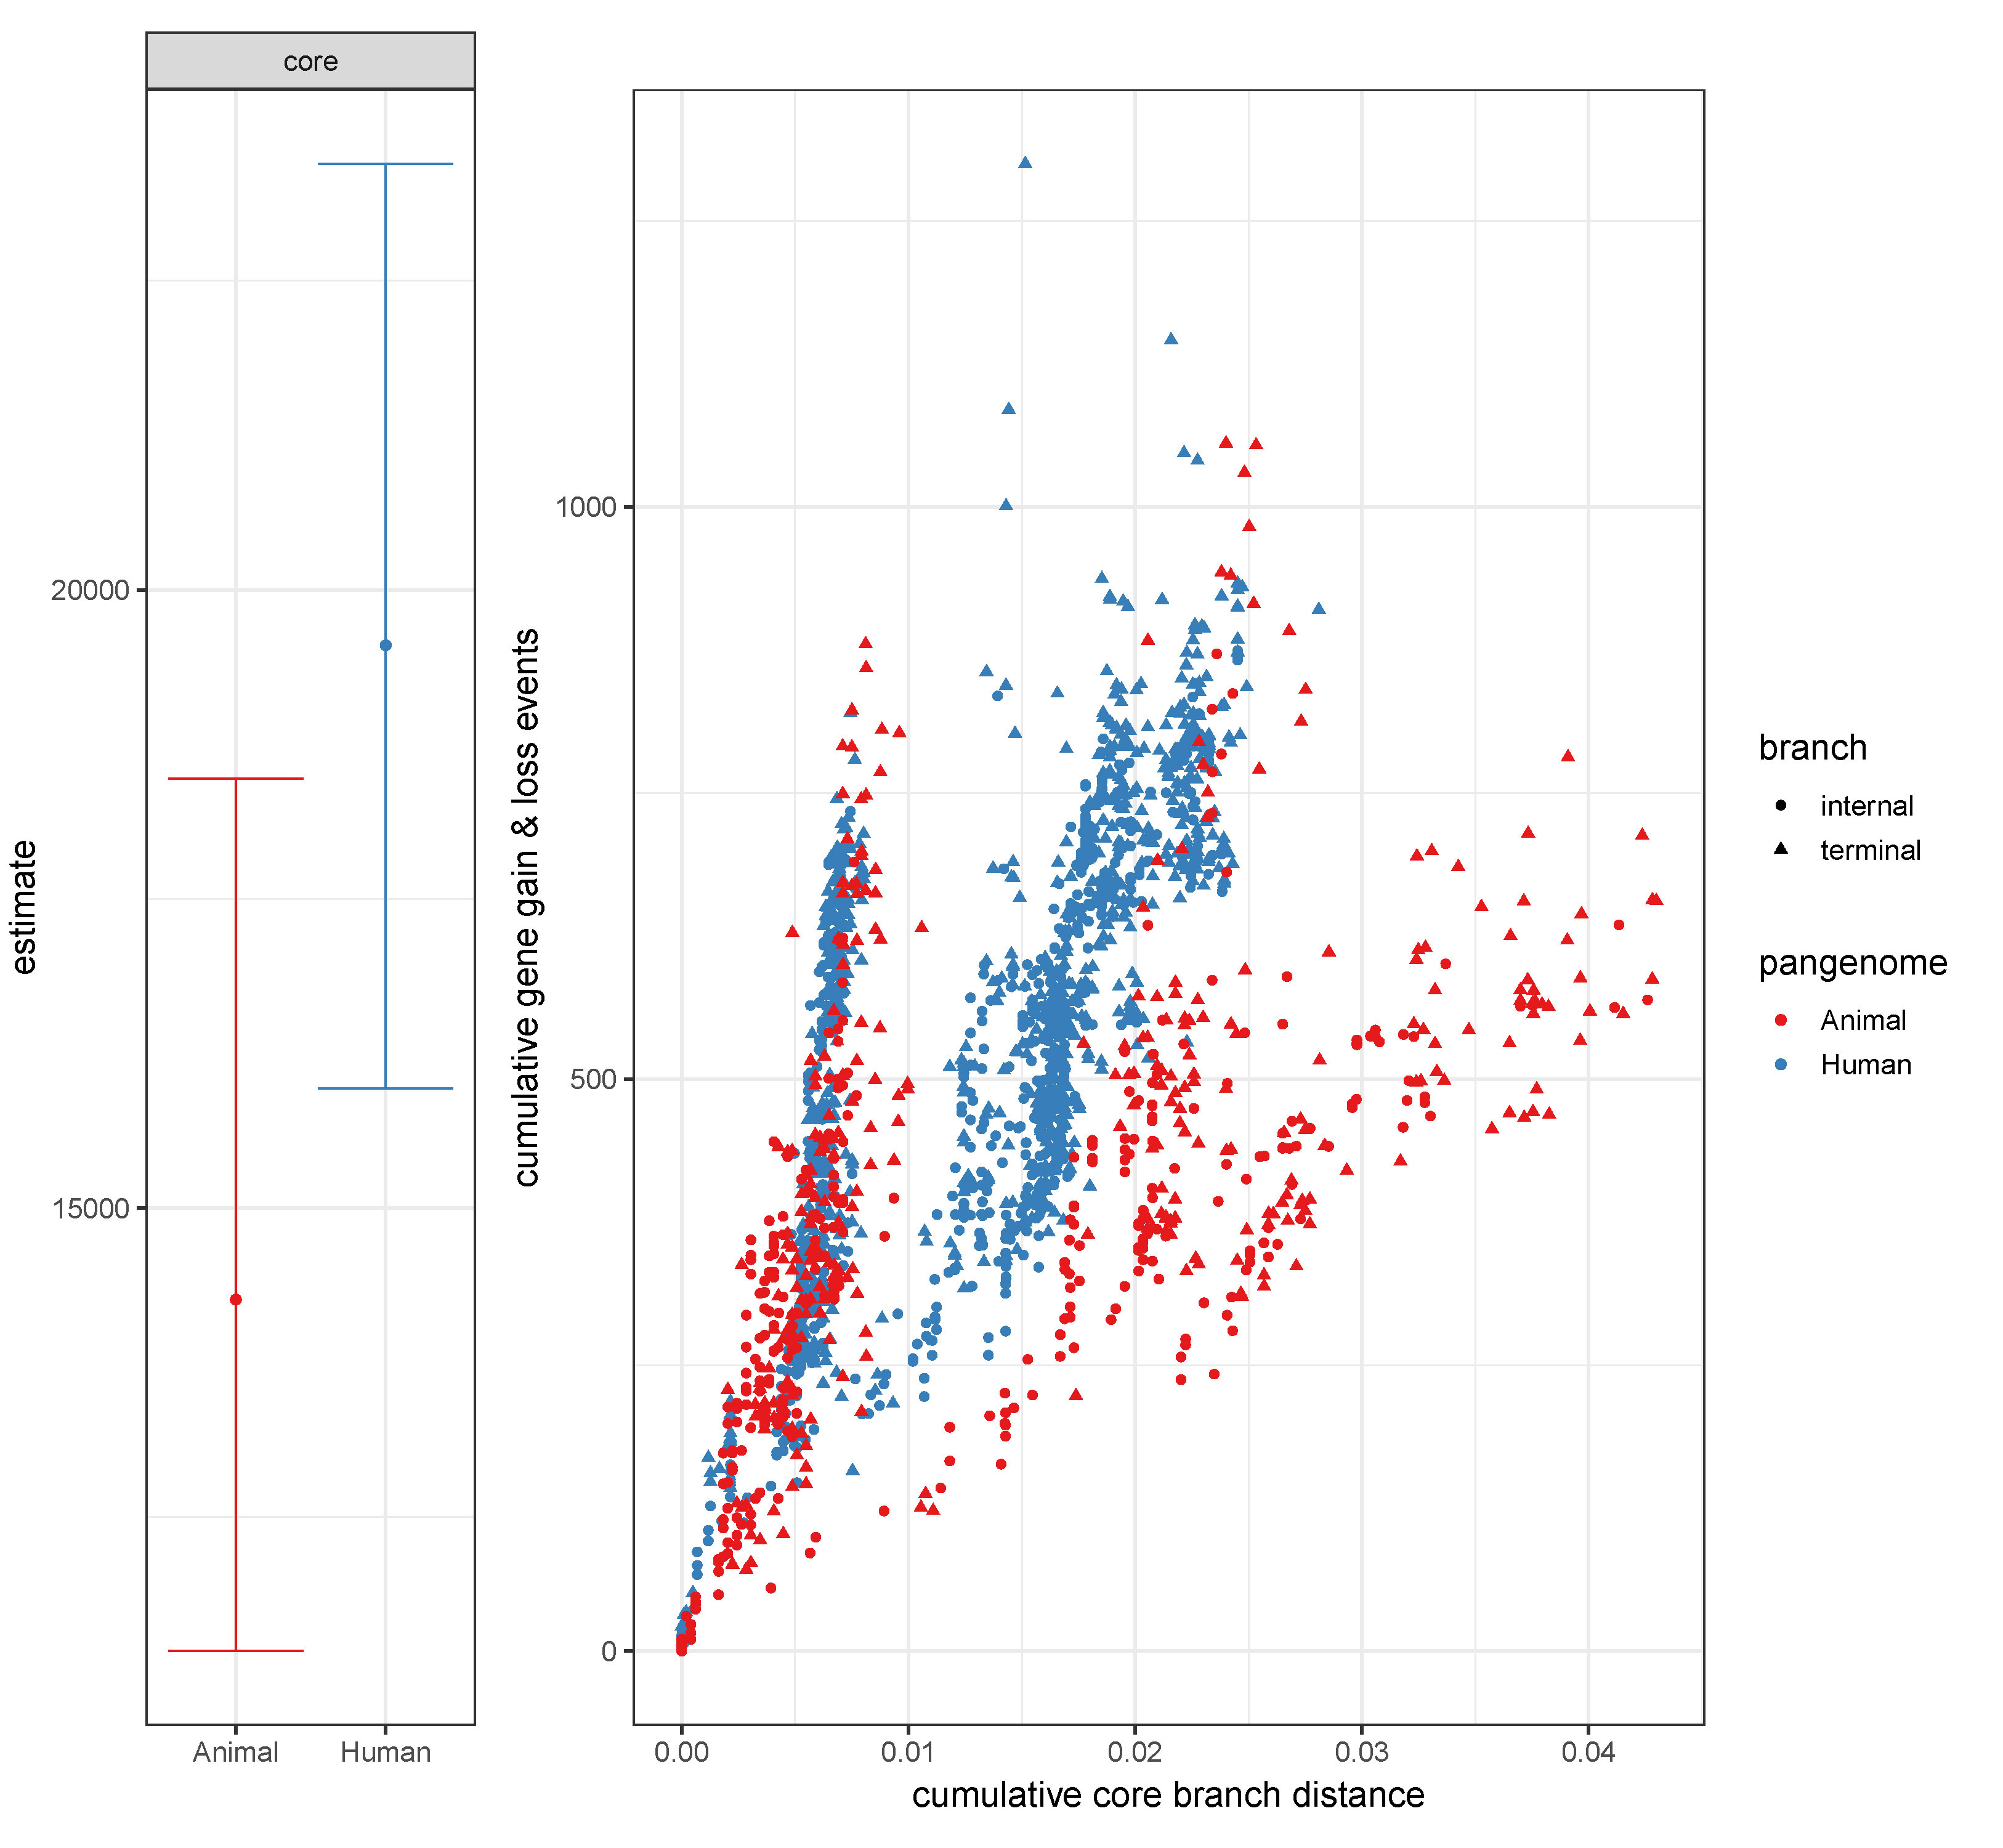 core
estimate
20000
15000
Animal
Human
cumulative gene gain & loss events
1000
500
0
0.00
0.01
0.02
0.03
0.04
cumulative core branch distance
branch
internal
terminal
pangenome
Animal
Human